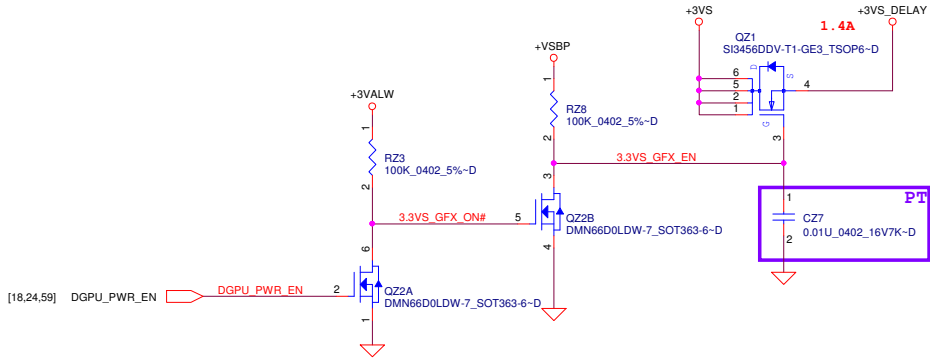 +3VS
+3VS_DELAY
1.4A
QZ1
SI3456DDV-T1-GE3_TSOP6~D
D
S
6
5
2
1
4
G
3
+VSBP
1
RZ8
100K_0402_5%~D
2
+3VALW
1
RZ3
100K_0402_5%~D
2
3.3VS_GFX_EN
3
3.3VS_GFX_ON#
5
QZ2B
DMN66D0LDW-7_SOT363-6~D
4
PT
1
CZ7
0.01U_0402_16V7K~D
2
6
[18,24,59]
DGPU_PWR_EN
DGPU_PWR_EN
2
QZ2A
DMN66D0LDW-7_SOT363-6~D
1